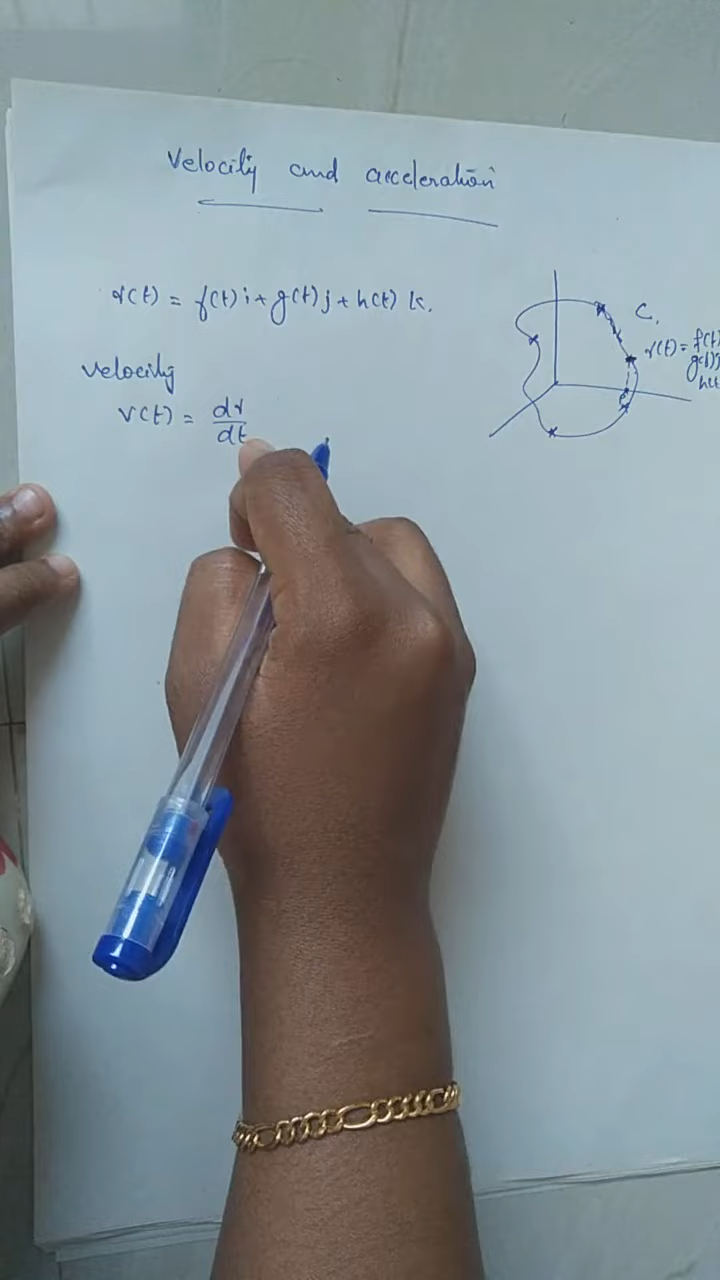 Velocity and acceleration
r(t) = f(t) i + g(t) j + h(t) k.
C.
r(t) = f(t)
g(t)j
h(t
Velocity
v(t) = dr/dt